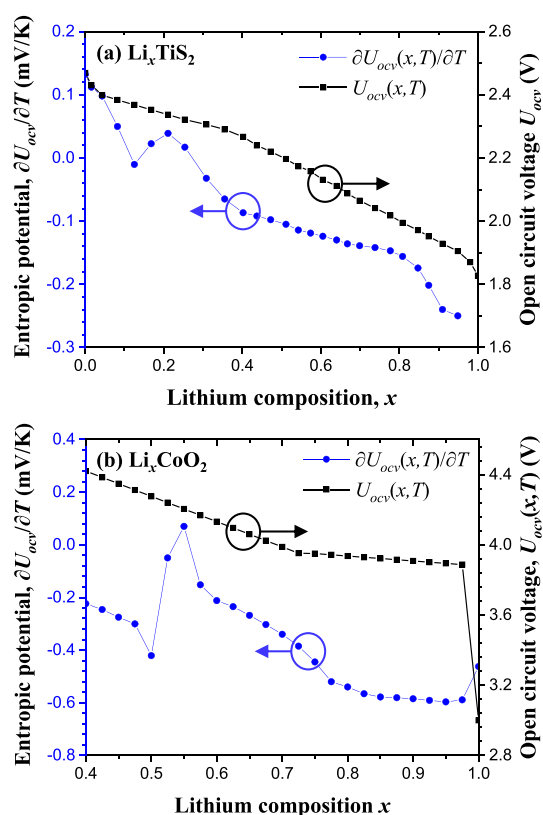 (a) LiₓTiS₂
∂Uₒcᵥ(x,T)/∂T
Uₒcᵥ(x,T)
Entropic potential, ∂Uₒcᵥ/∂T (mV/K)
0.2
0.1
0.0
-0.1
-0.2
-0.3
Open circuit voltage Uₒcᵥ (V)
2.6
2.4
2.2
2.0
1.8
1.6
0.0 0.2 0.4 0.6 0.8 1.0
Lithium composition, x
(b) LiₓCoO₂
∂Uₒcᵥ(x,T)/∂T
Uₒcᵥ(x,T)
Entropic potential, ∂Uₒcᵥ/∂T (mV/K)
0.4
0.2
0.0
-0.2
-0.4
-0.6
-0.8
Open circuit voltage, Uₒcᵥ(x,T) (V)
4.4
4.0
3.6
3.2
2.8
0.4 0.5 0.6 0.7 0.8 0.9 1.0
Lithium composition x